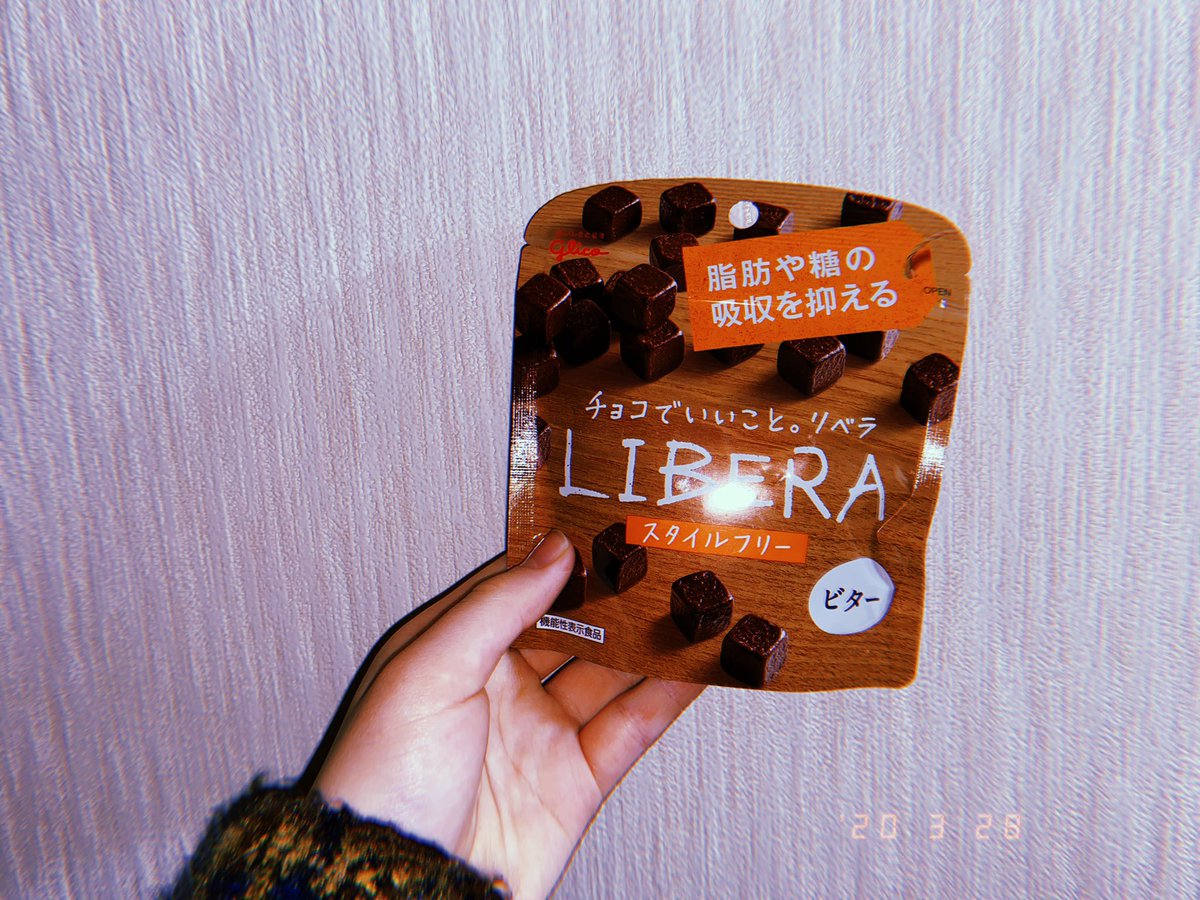 Glico
脂肪や糖の
吸収を抑える
OPEN
チョコでいいこと。リベラ
LIBERA
スタイルフリー
ビター
機能性表示食品
'20 3 28